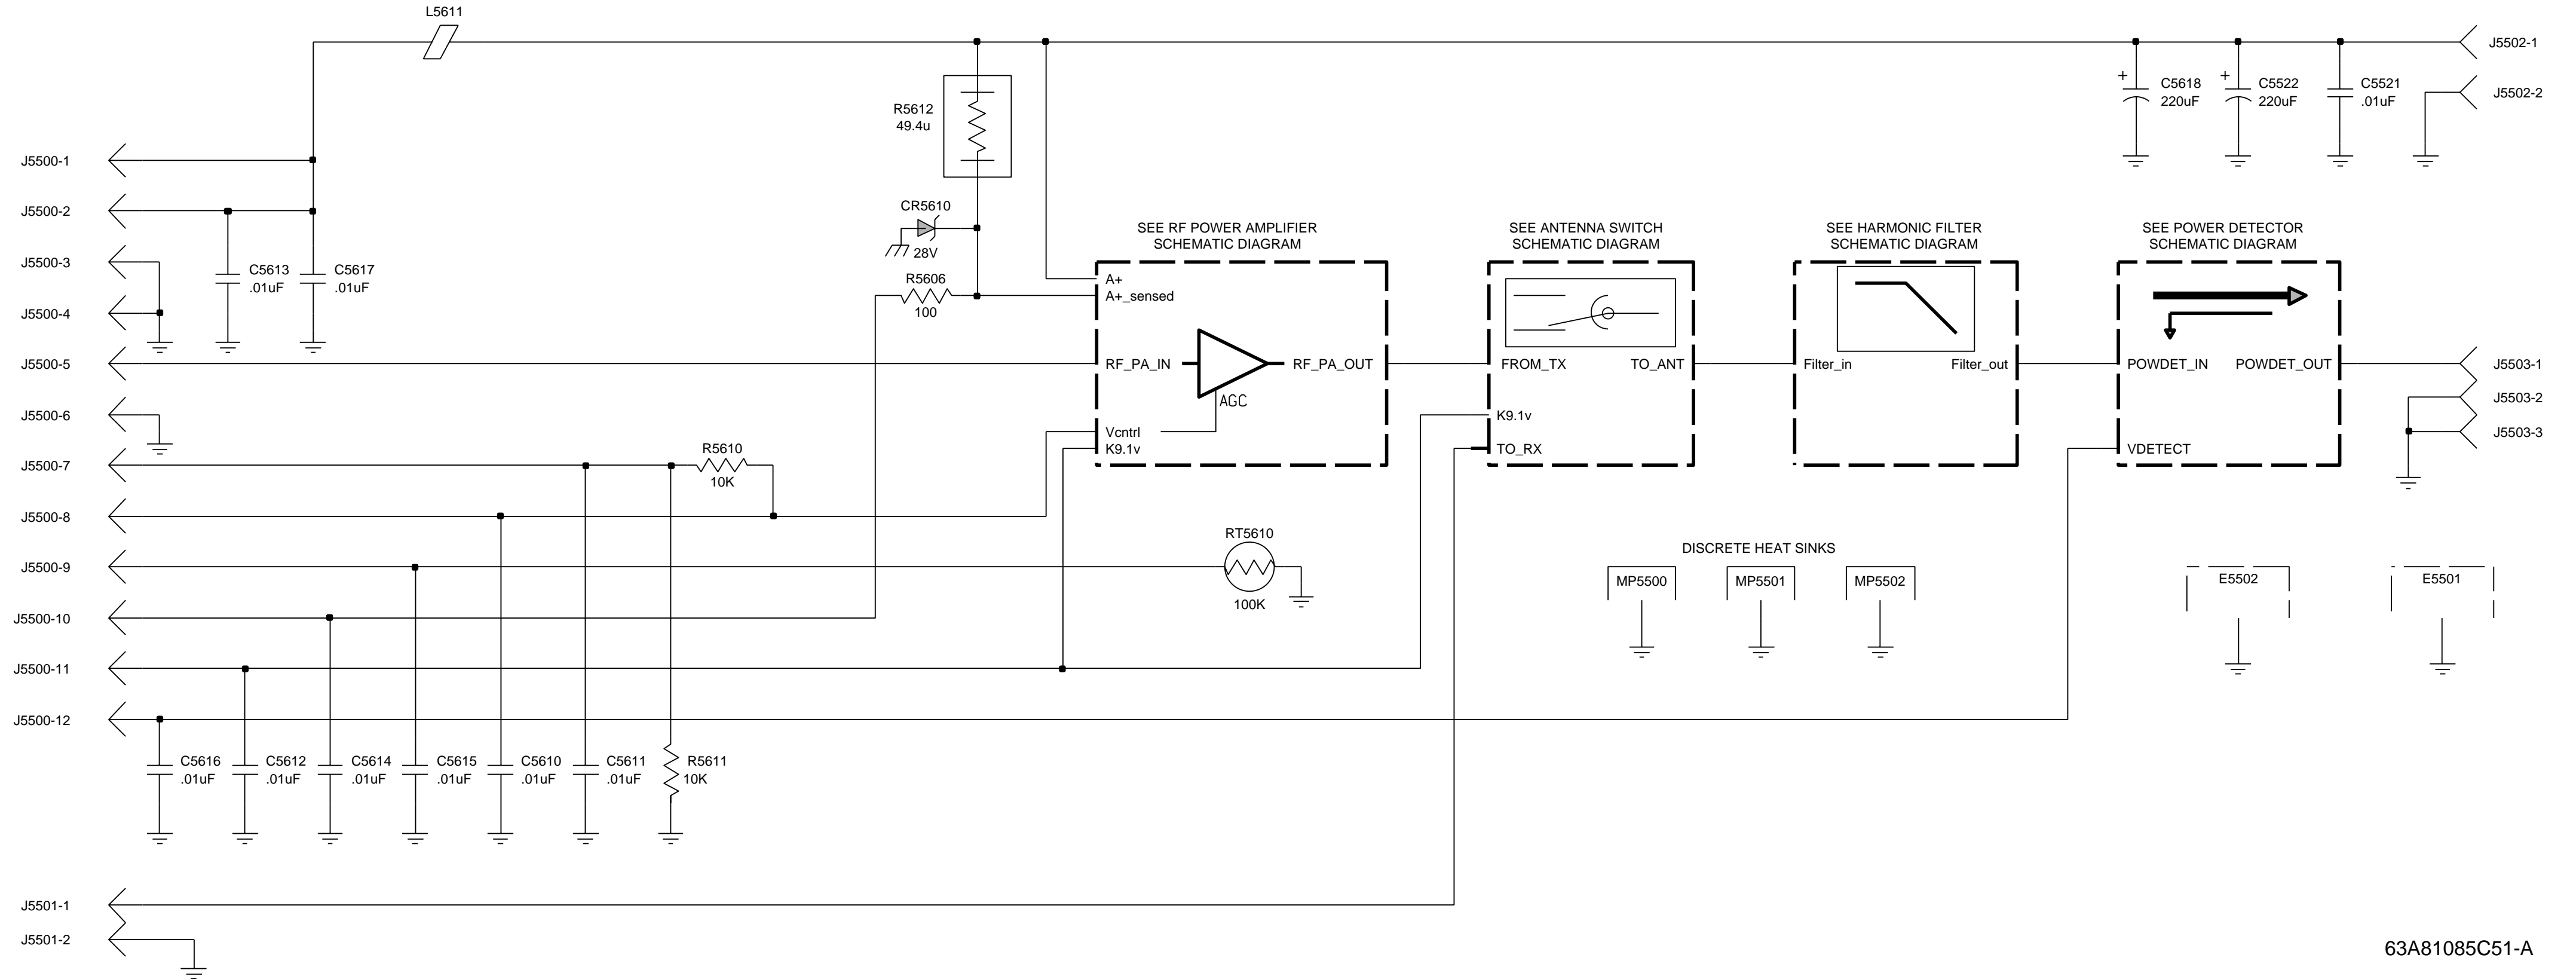 L5611
J5502-1
+
C5618
220uF
+
C5522
220uF
C5521
.01uF
J5502-2
R5612
49.4u
J5500-1
J5500-2
CR5610
28V
J5500-3
C5613
.01uF
C5617
.01uF
R5606
100
J5500-4
J5500-5
J5500-6
J5500-7
R5610
10K
J5500-8
J5500-9
J5500-10
J5500-11
J5500-12
SEE RF POWER AMPLIFIER
SCHEMATIC DIAGRAM
A+
A+_sensed
RF_PA_IN
RF_PA_OUT
AGC
Vcntrl
K9.1v
SEE ANTENNA SWITCH
SCHEMATIC DIAGRAM
FROM_TX
TO_ANT
K9.1v
TO_RX
SEE HARMONIC FILTER
SCHEMATIC DIAGRAM
Filter_in
Filter_out
SEE POWER DETECTOR
SCHEMATIC DIAGRAM
POWDET_IN
POWDET_OUT
VDETECT
J5503-1
J5503-2
J5503-3
RT5610
100K
DISCRETE HEAT SINKS
MP5500
MP5501
MP5502
E5502
E5501
C5616
.01uF
C5612
.01uF
C5614
.01uF
C5615
.01uF
C5610
.01uF
C5611
.01uF
R5611
10K
J5501-1
J5501-2
63A81085C51-A